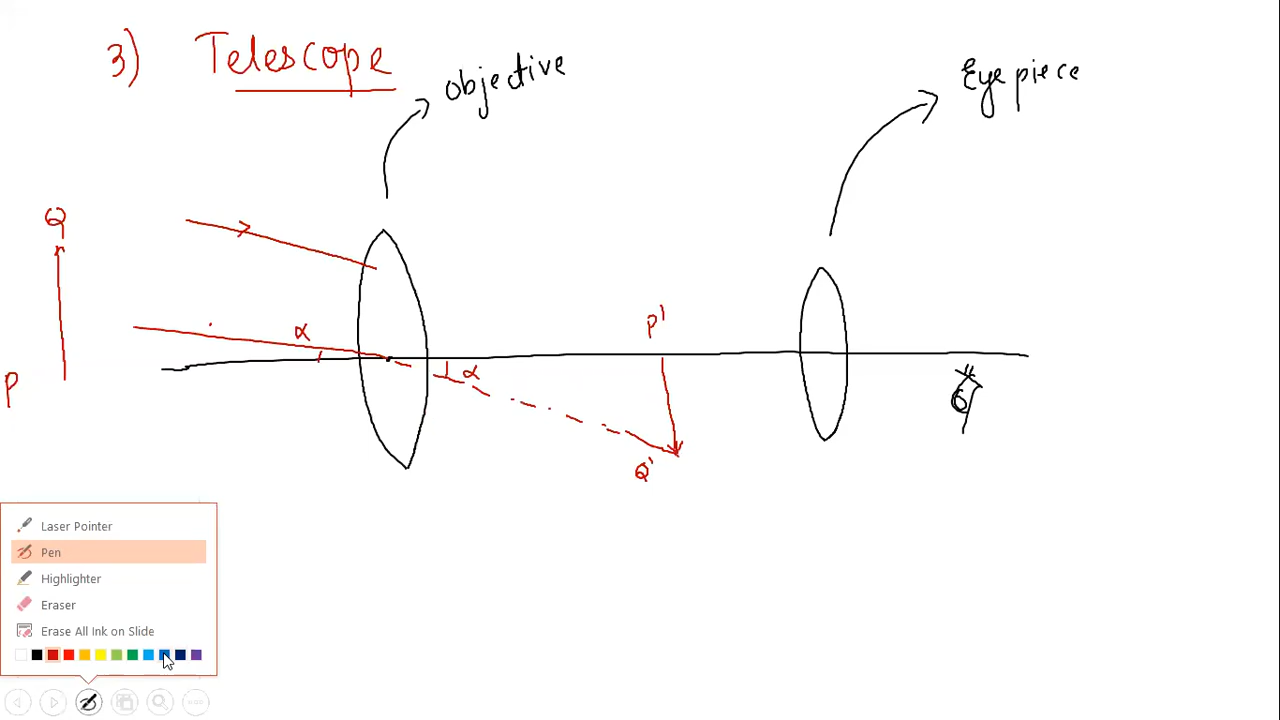 3) Telescope
Objective
Eye piece
Q
α
P'
P
α
Q'
Laser Pointer
Pen
Highlighter
Eraser
Erase All Ink on Slide